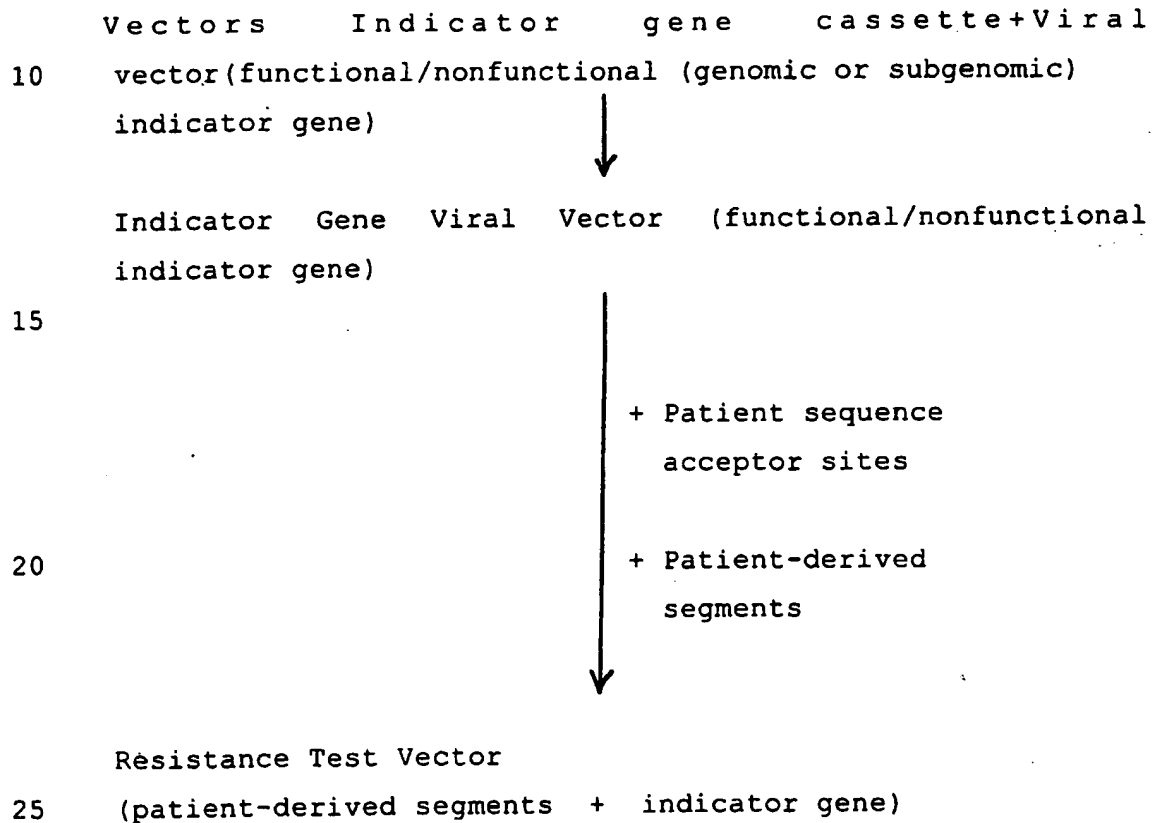 Vectors Indicator gene cassette+Viral
10 vector(functional/nonfunctional (genomic or subgenomic)
indicator gene)
Indicator Gene Viral Vector (functional/nonfunctional
indicator gene)
15
+ Patient sequence
acceptor sites
20 + Patient-derived
segments
Resistance Test Vector
25 (patient-derived segments + indicator gene)